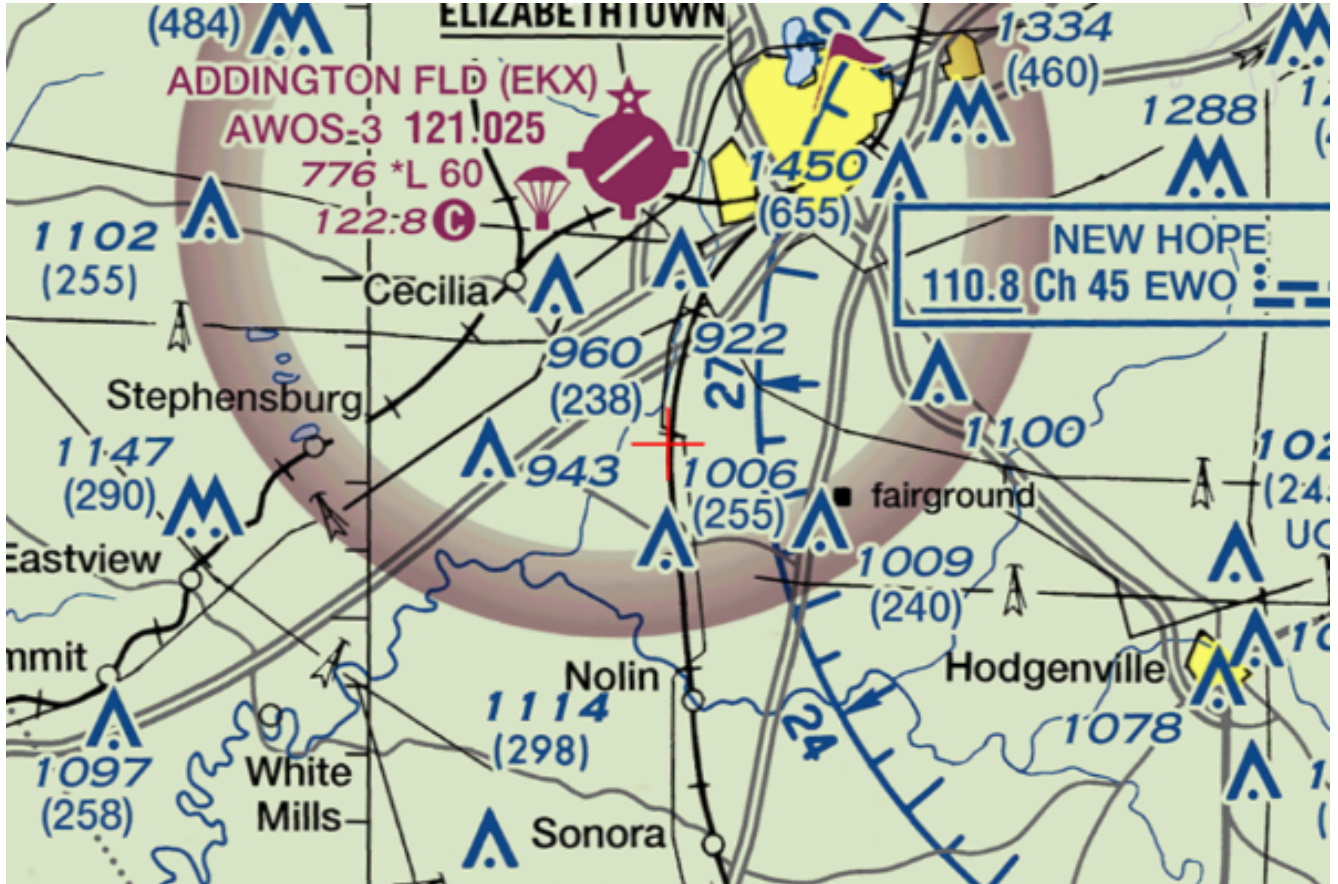 (484)
ELIZABETHTOWN
1334
(460)
ADDINGTON FLD (EKX)
AWOS-3 121.025
776 *L 60
122.8 C
1288
1450
(655)
1102
(255)
NEW HOPE
110.8 Ch 45 EWO
Cecilia
960
(238)
922
27
Stephensburg
1147
(290)
943
1006
(255)
1100
fairground
Eastview
1009
(240)
Nolin
Hodgenville
1114
(298)
24
1078
1097
(258)
White
Mills
Sonora